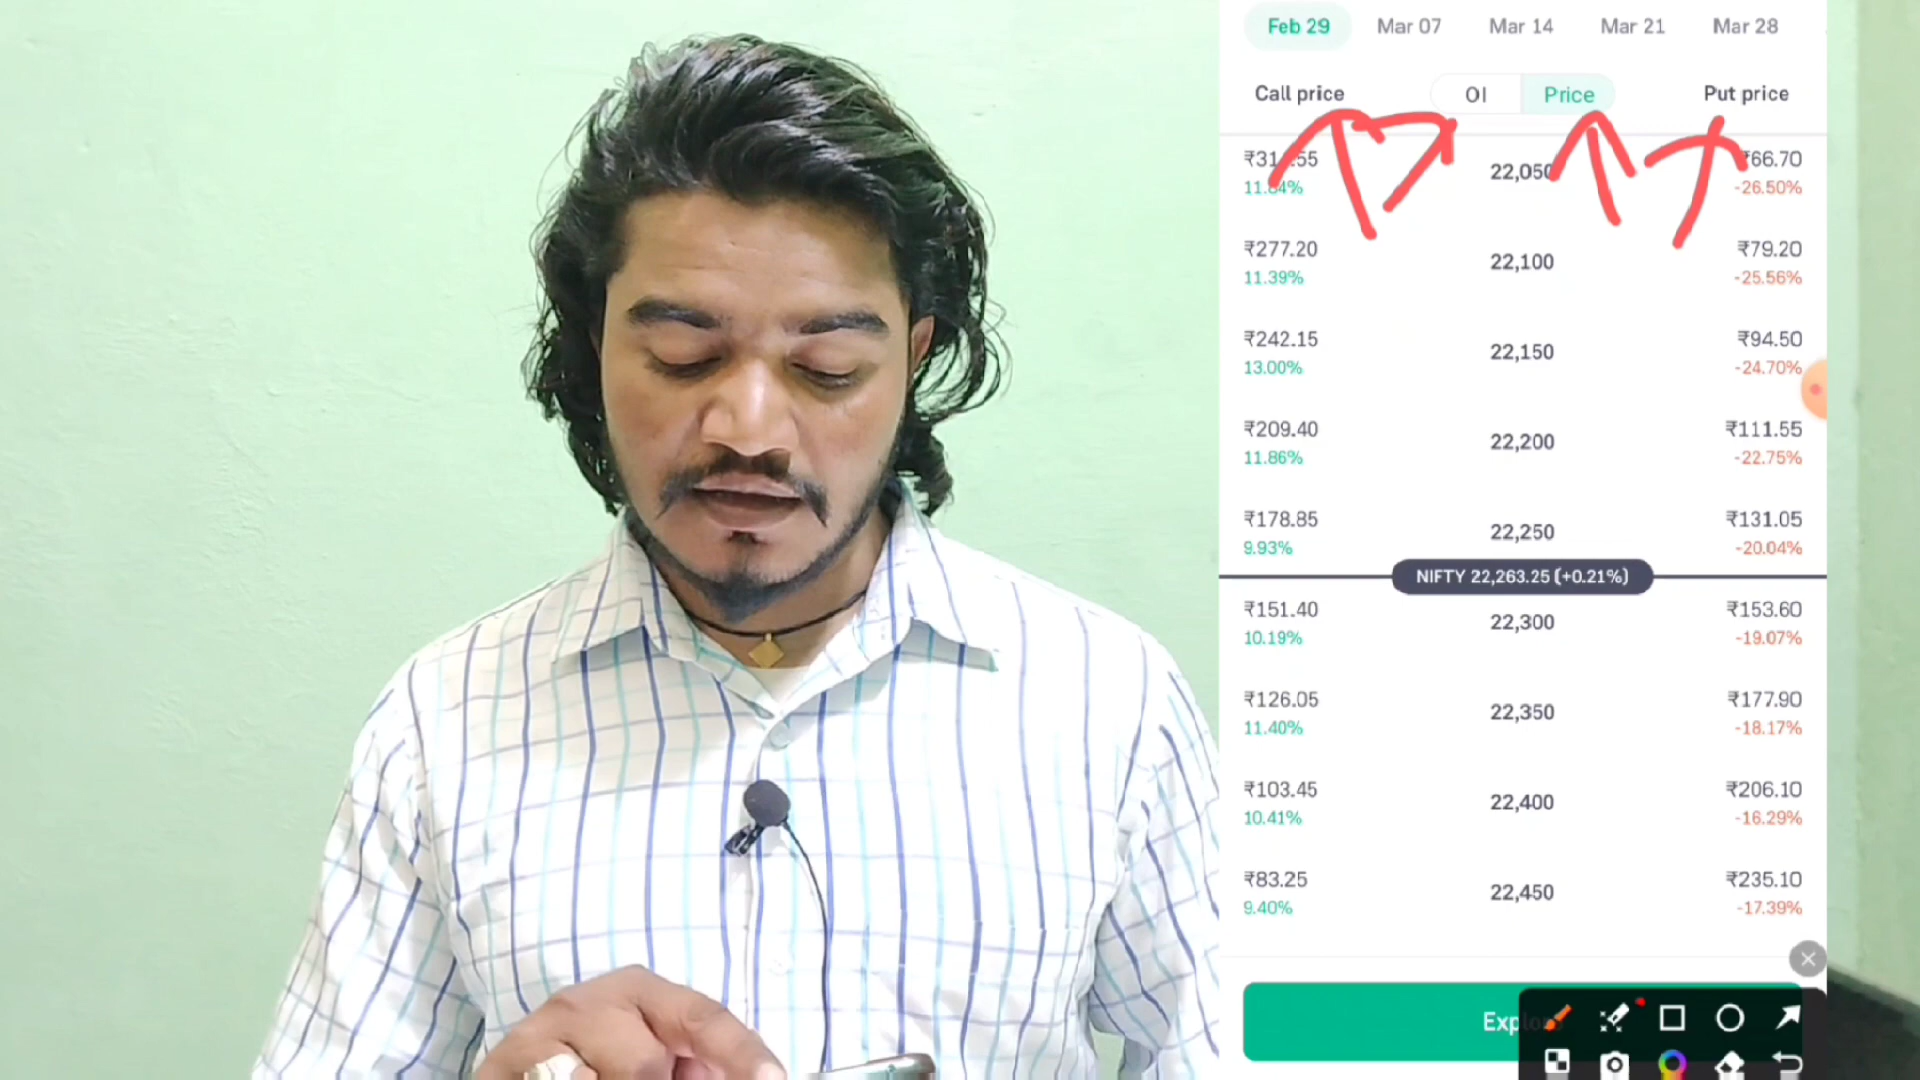 Feb 29 Mar 07 Mar 14 Mar 21 Mar 28
Call price OI Price Put price
22,050 ₹66.70
-26.50%
₹277.20 22,100 ₹79.20
11.39% -25.56%
₹242.15 22,150 ₹94.50
13.00% -24.70%
₹209.40 22,200 ₹111.55
11.86% -22.75%
₹178.85 22,250 ₹131.05
9.93% -20.04%
NIFTY 22,263.25 (+0.21%)
₹151.40 22,300 ₹153.60
10.19% -19.07%
₹126.05 22,350 ₹177.90
11.40% -18.17%
₹103.45 22,400 ₹206.10
10.41% -16.29%
₹83.25 22,450 ₹235.10
9.40% -17.39%